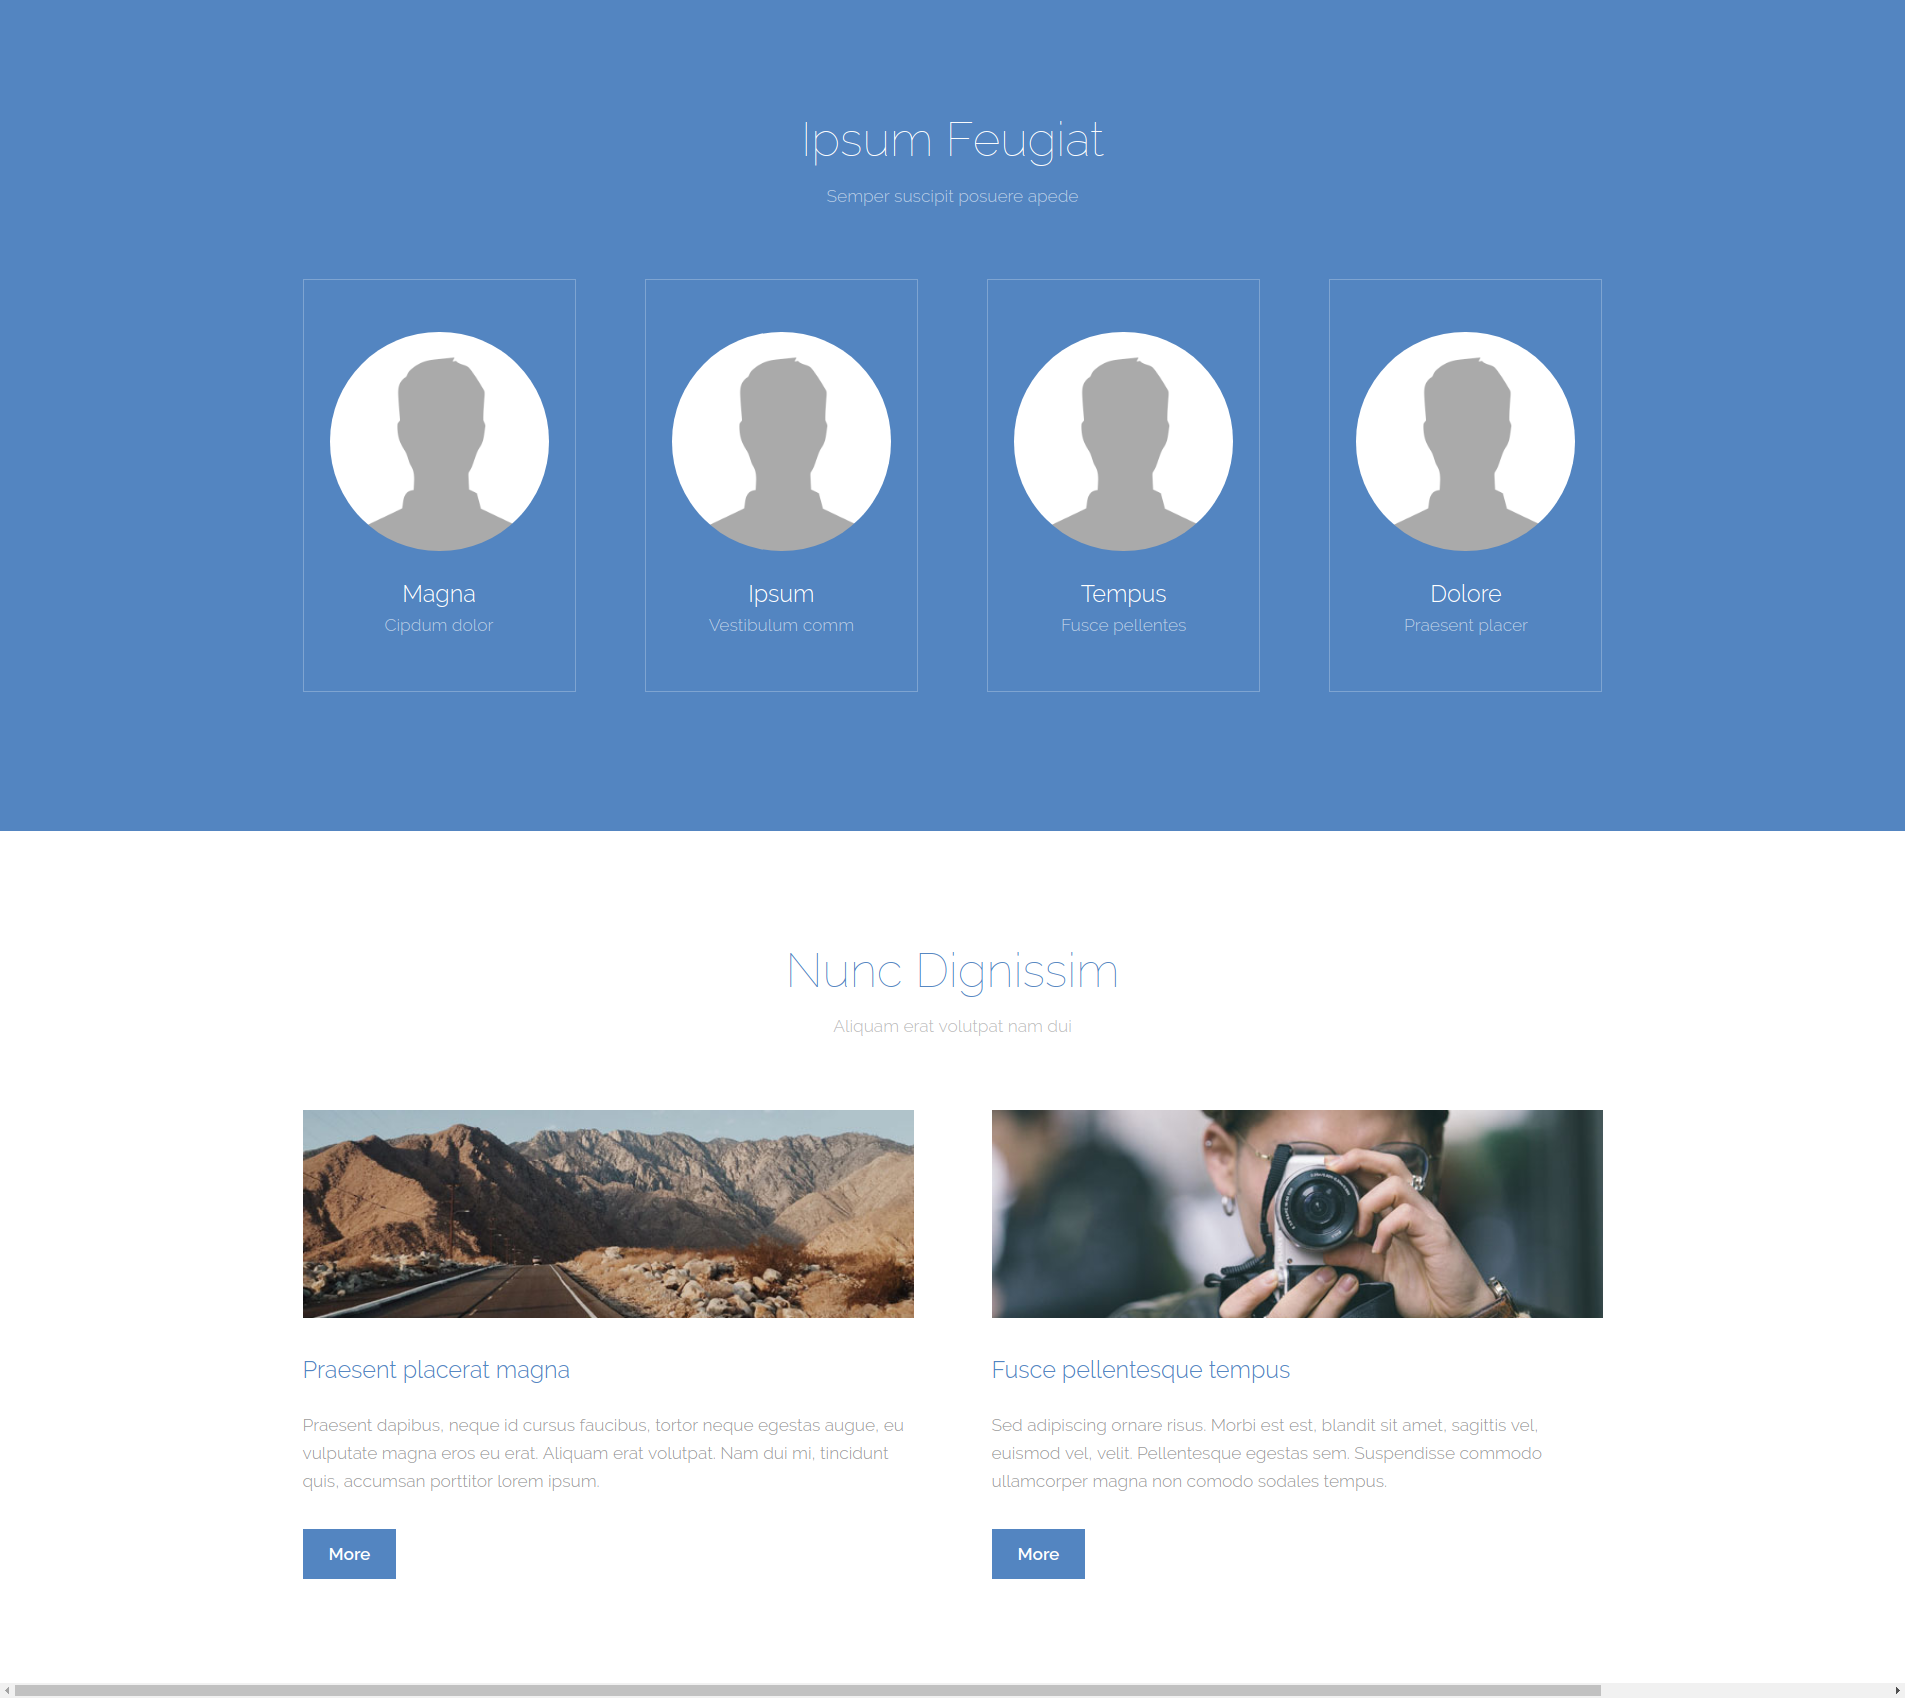 Ipsum Feugiat
Semper suscipit posuere apede
Magna
Cipdum dolor
Ipsum
Vestibulum comm
Tempus
Fusce pellentes
Dolore
Praesent placer
Nunc Dignissim
Aliquam erat volutpat nam dui
Praesent placerat magna
Praesent dapibus, neque id cursus faucibus, tortor neque egestas augue, eu
vulputate magna eros eu erat. Aliquam erat volutpat. Nam dui mi, tincidunt
quis, accumsan porttitor lorem ipsum.
More
Fusce pellentesque tempus
Sed adipiscing ornare risus. Morbi est est, blandit sit amet, sagittis vel,
euismod vel, velit. Pellentesque egestas sem. Suspendisse commodo
ullamcorper magna non comodo sodales tempus.
More